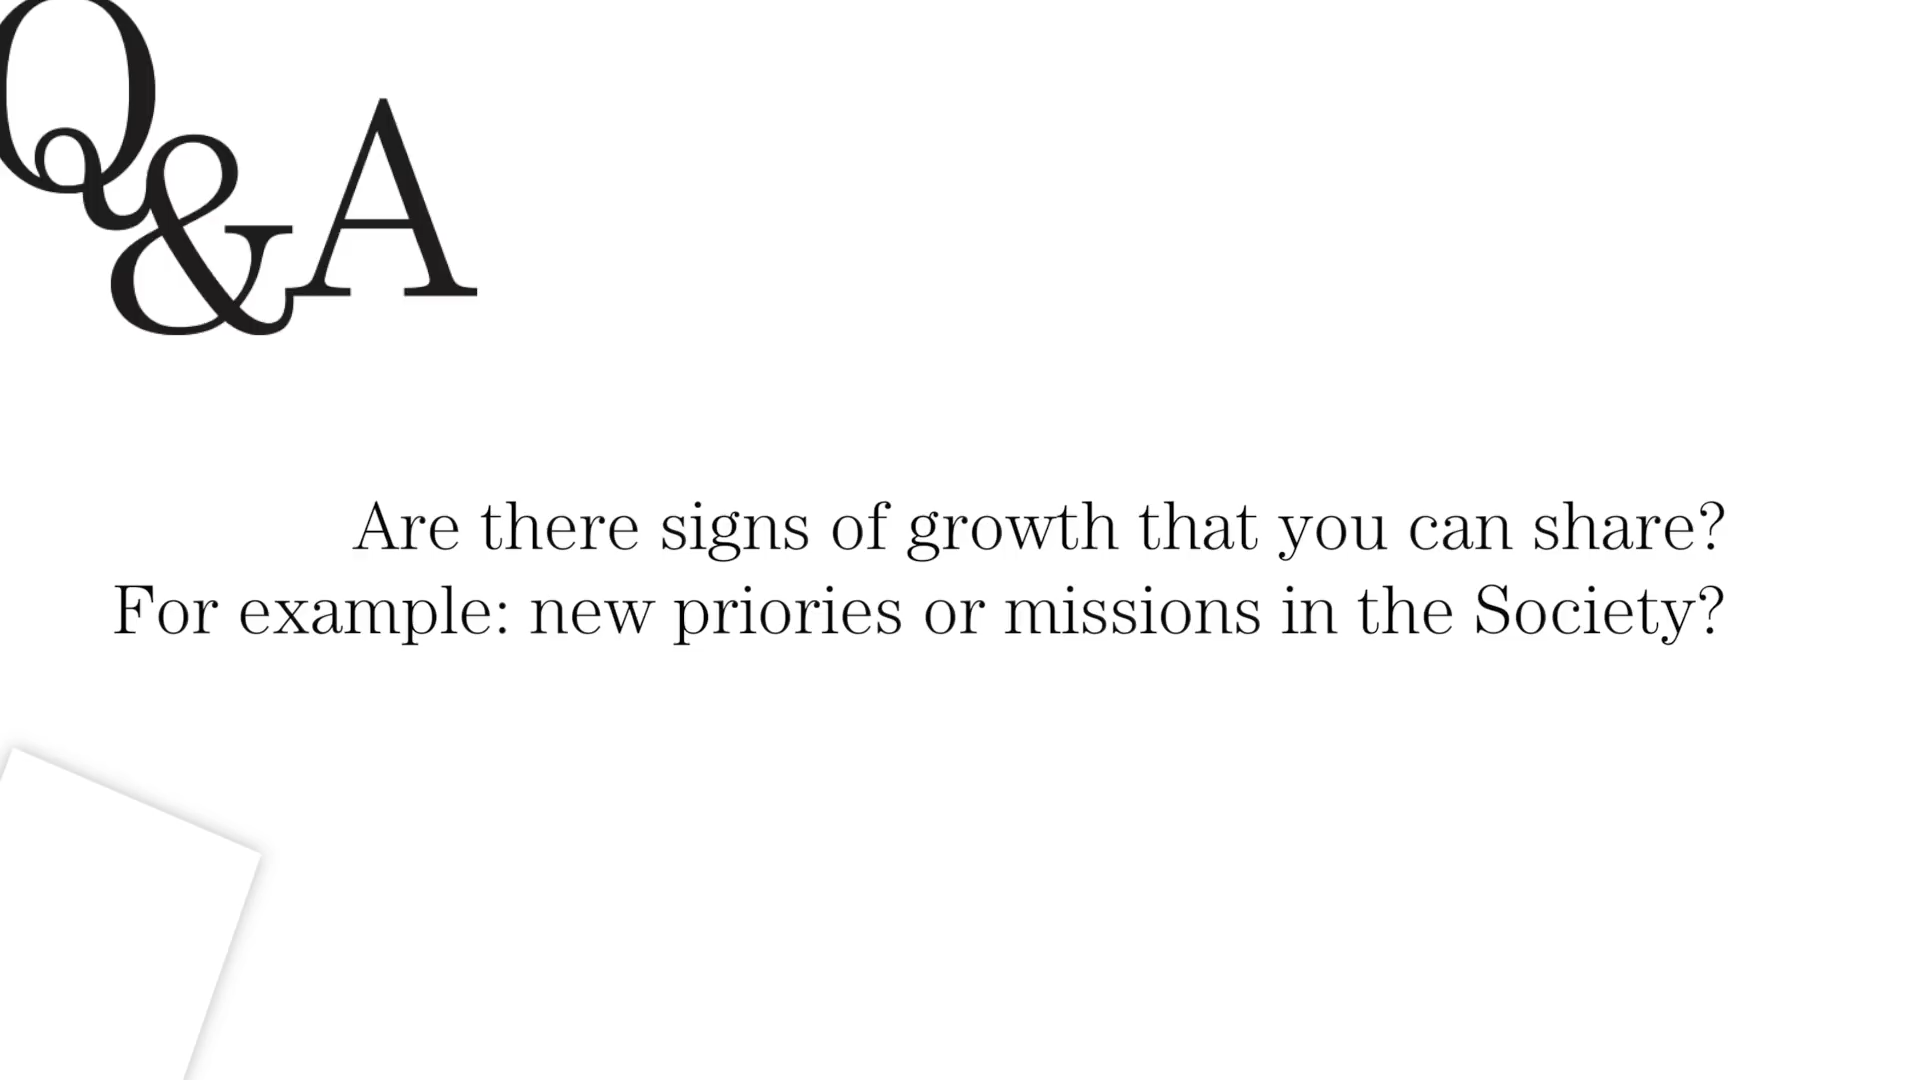 Q&A
Are there signs of growth that you can share?
For example: new priories or missions in the Society?